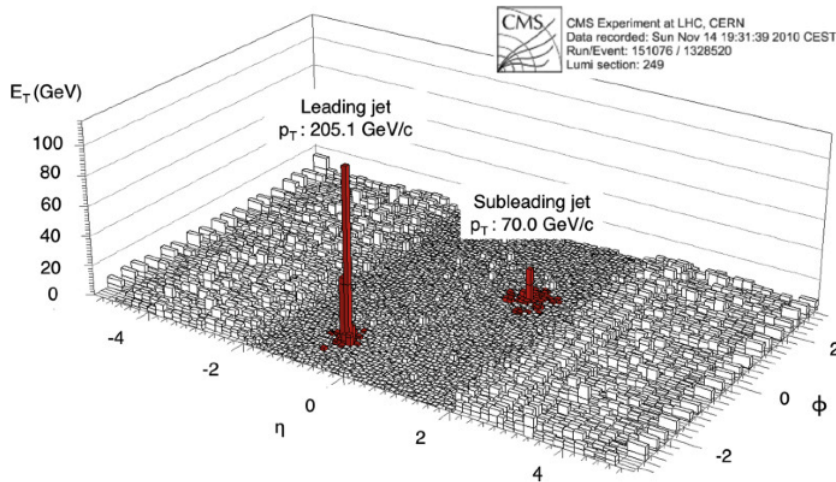 CMS
CMS Experiment at LHC, CERN
Data recorded: Sun Nov 14 19:31:39 2010 CEST
Run/Event: 151076 / 1328520
Lumi section: 249
E_T (GeV)
Leading jet
p_T : 205.1 GeV/c
Subleading jet
p_T : 70.0 GeV/c
100
80
60
40
20
0
-4
-2
0
2
4
η
2
0
-2
ϕ